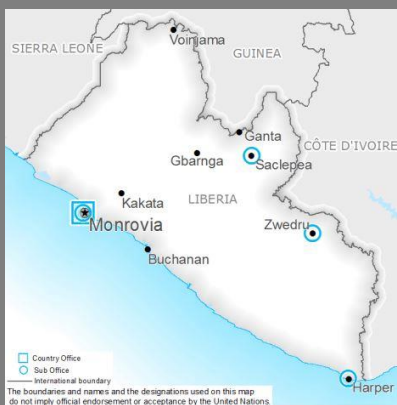 Voinjama
SIERRA LEONE
GUINEA
Ganta
CÔTE D'IVOIRE
Gbarnga
Saclepea
Kakata
LIBERIA
Monrovia
Zwedru
Buchanan
Country Office
Sub Office
International boundary
Harper
The boundaries and names and the designations used on this map
do not imply official endorsement or acceptance by the United Nations.